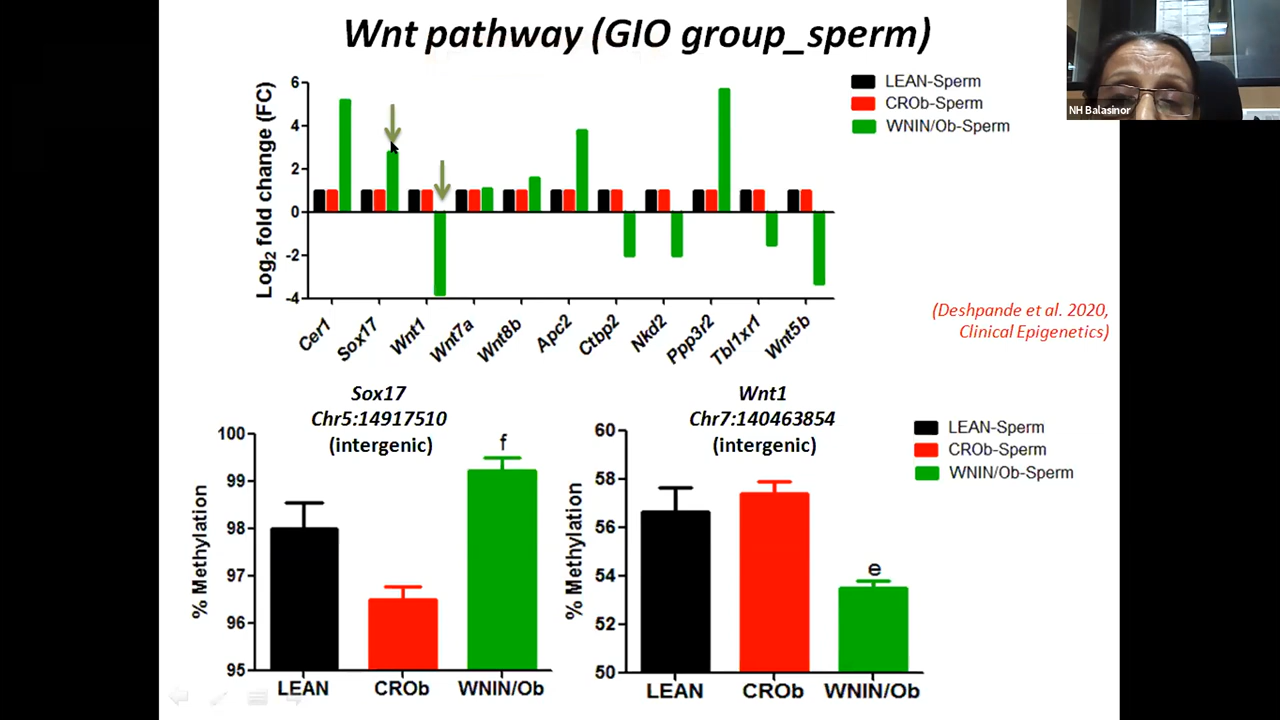 Wnt pathway (GIO group_sperm)
NH Balasinor
Log2 fold change (FC)
6
4
2
0
-2
-4
LEAN-Sperm
CROb-Sperm
WNIN/Ob-Sperm
Cer1
Sox17
Wnt1
Wnt7a
Wnt8b
Apc2
Ctbp2
Nkd2
Ppp3r2
Tbl1xr1
Wnt5b
(Deshpande et al. 2020,
Clinical Epigenetics)
Sox17
Chr5:14917510
(intergenic)
% Methylation
100
99
98
97
96
95
f
LEAN
CROb
WNIN/Ob
Wnt1
Chr7:140463854
(intergenic)
% Methylation
60
58
56
54
52
50
e
LEAN
CROb
WNIN/Ob
LEAN-Sperm
CROb-Sperm
WNIN/Ob-Sperm